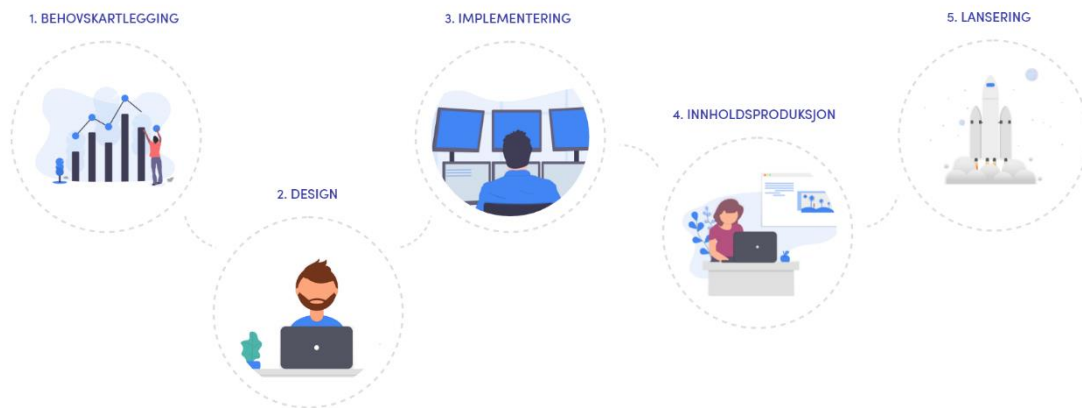 1. BEHOVSKARTLEGGING
2. DESIGN
3. IMPLEMENTERING
4. INNHOLDSPRODUKSJON
5. LANSERING